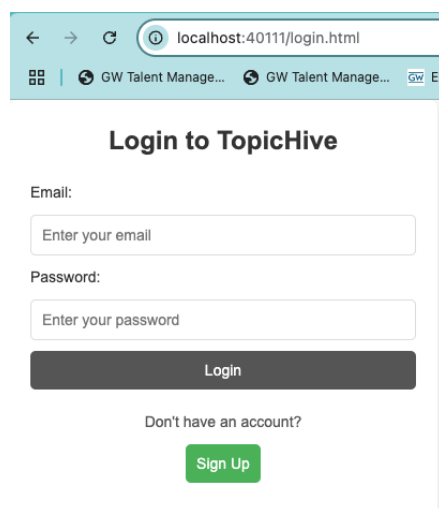 localhost:40111/login.html
GW Talent Manage... GW Talent Manage... GW E
Login to TopicHive
Email:
Enter your email
Password:
Enter your password
Login
Don't have an account?
Sign Up